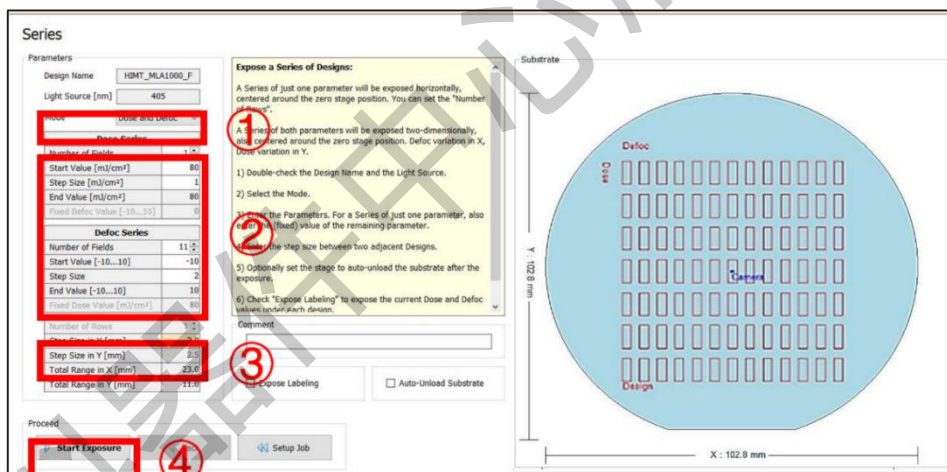 Series
Parameters
Design Name HIMT_MLA1000_F
Light Source [nm] 405
Mode Dose and Defoc
Dose Series
Number of Fields 1
Start Value [mJ/cm²] 80
Step Size [mJ/cm²] 1
End Value [mJ/cm²] 80
Fixed Defoc Value [-10...10] 0
Defoc Series
Number of Fields 11
Start Value [-10...10] -10
Step Size 2
End Value [-10...10] 10
Fixed Dose Value [mJ/cm²] 80
Number of Rows
Step Size in Y [mm] 2.5
Total Range in X [mm] 23.0
Total Range in Y [mm] 11.0
①
②
③
④
Expose a Series of Designs:
A Series of just one parameter will be exposed horizontally,
centered around the zero stage position. You can set the "Number
of Rows".
A Series of both parameters will be exposed two-dimensionally,
also centered around the zero stage position. Defoc variation in X,
Dose variation in Y.
1) Double-check the Design Name and the Light Source.
2) Select the Mode.
3) Enter the Parameters. For a Series of just one parameter, also
enter the (fixed) value of the remaining parameter.
4) Enter the step size between two adjacent Designs.
5) Optionally set the stage to auto-unload the substrate after the
exposure.
6) Check "Expose Labeling" to expose the current Dose and Defoc
values under each design.
Comment
Expose Labeling
Auto-Unload Substrate
Proceed
Start Exposure
Setup Job
Substrate
Defoc
Dose
Camera
Design
Y : 102.8 mm
X : 102.8 mm
器件中心